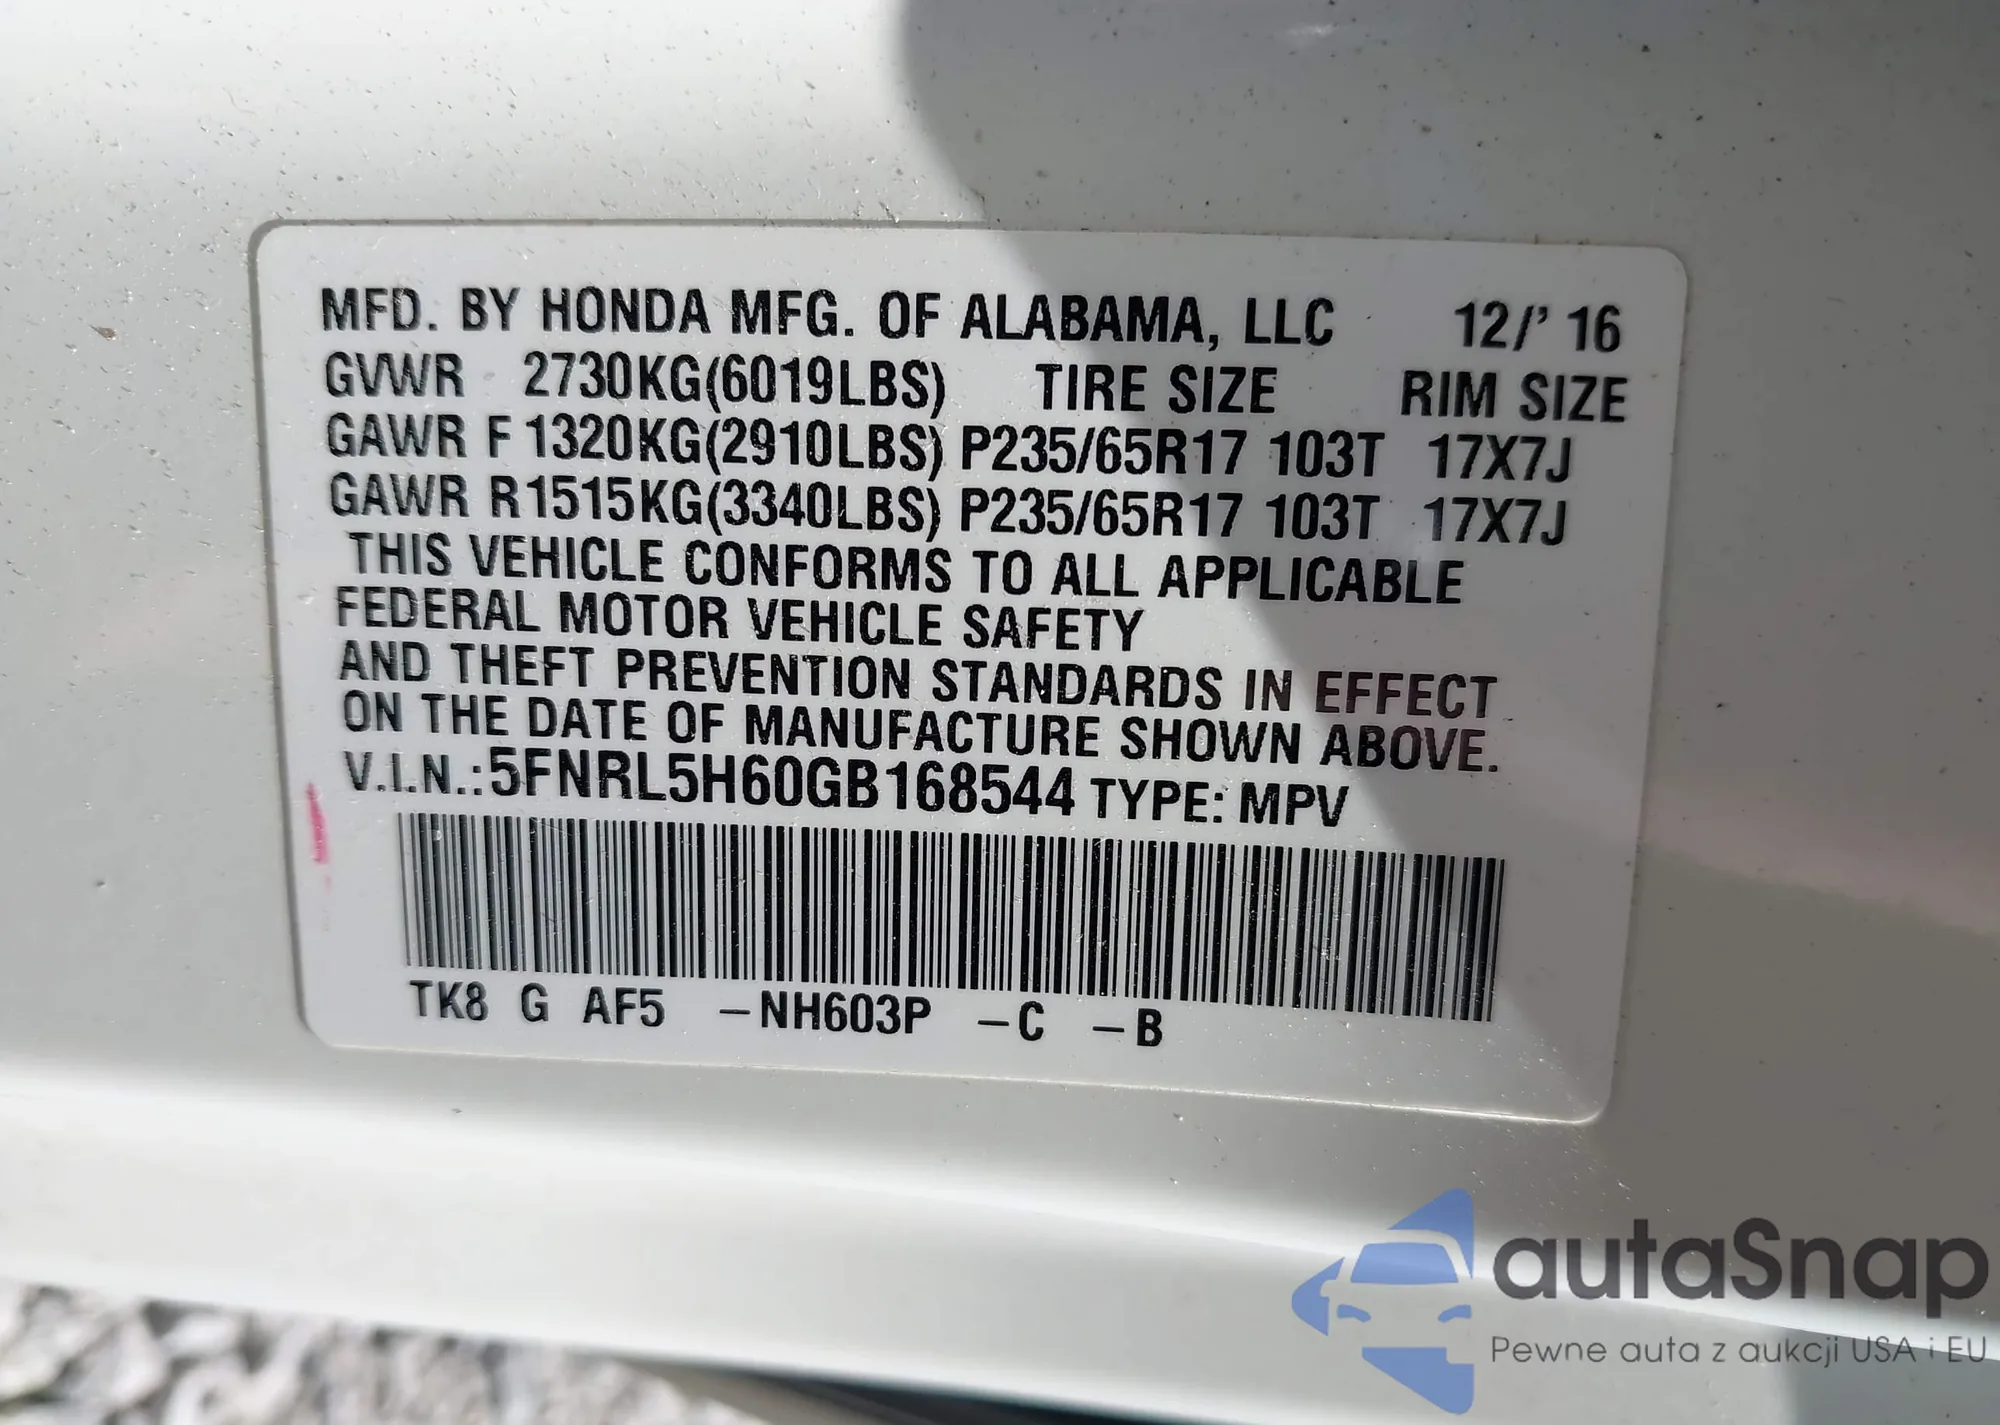 MFD. BY HONDA MFG. OF ALABAMA, LLC 12/' 16
GVWR 2730KG(6019LBS) TIRE SIZE RIM SIZE
GAWR F 1320KG(2910LBS) P235/65R17 103T 17X7J
GAWR R1515KG(3340LBS) P235/65R17 103T 17X7J
THIS VEHICLE CONFORMS TO ALL APPLICABLE
FEDERAL MOTOR VEHICLE SAFETY
AND THEFT PREVENTION STANDARDS IN EFFECT
ON THE DATE OF MANUFACTURE SHOWN ABOVE.
V.I.N.:5FNRL5H60GB168544 TYPE: MPV
TK8 G AF5 –NH603P –C –B
autaSnap
Pewne auta z aukcji USA i EU